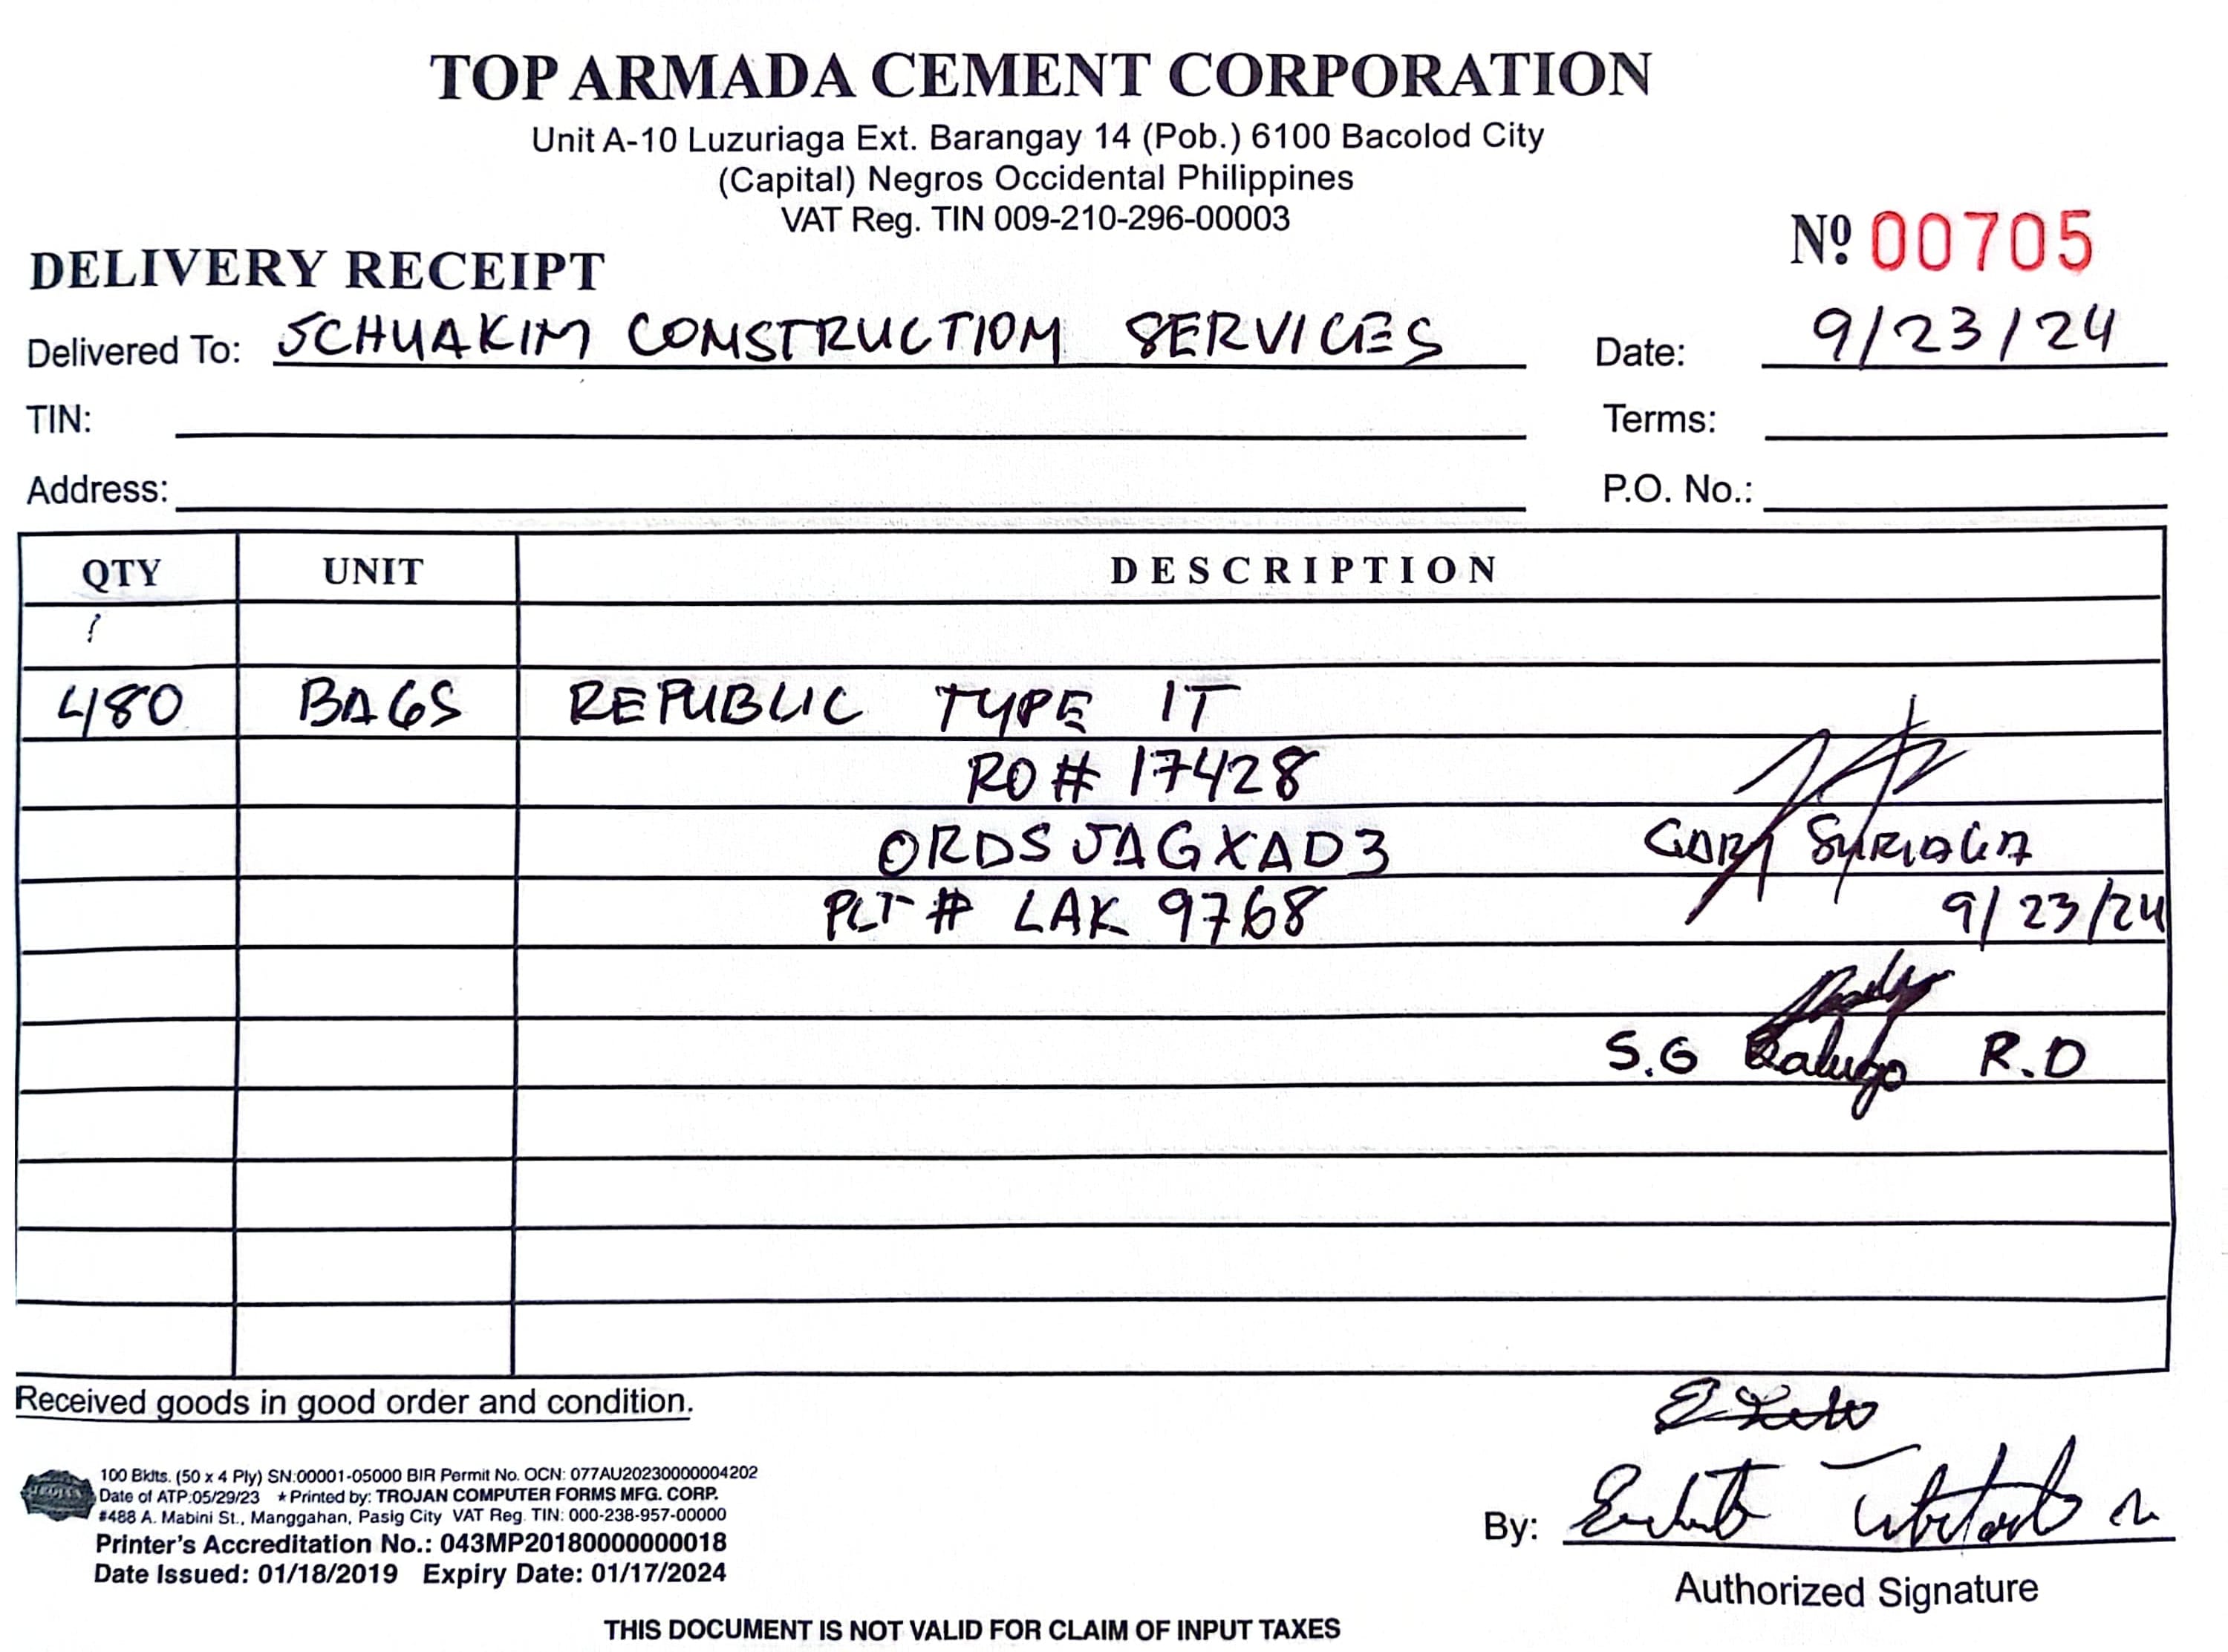 TOP ARMADA CEMENT CORPORATION
Unit A-10 Luzuriaga Ext. Barangay 14 (Pob.) 6100 Bacolod City
(Capital) Negros Occidental Philippines
VAT Reg. TIN 009-210-296-00003
Nº 00705
DELIVERY RECEIPT
Delivered To: SCHUAKIM CONSTRUCTION SERVICES Date: 9/23/24
TIN: Terms:
Address: P.O. No.:
QTY UNIT DESCRIPTION
480 BAGS REPUBLIC TYPE 1T
RO# 17428
ORDSJAGXAD3 GARY SURIAGA
PLT# LAK 9768 9/23/24
S.G R.D
Received goods in good order and condition.
100 Bklts. (50 x 4 Ply) SN:00001-05000 BIR Permit No. OCN: 077AU20230000004202
Date of ATP:05/29/23 ★Printed by: TROJAN COMPUTER FORMS MFG. CORP.
#488 A. Mabini St., Manggahan, Pasig City VAT Reg. TIN: 000-238-957-00000
By:
Printer's Accreditation No.: 043MP20180000000018
Date Issued: 01/18/2019 Expiry Date: 01/17/2024
Authorized Signature
THIS DOCUMENT IS NOT VALID FOR CLAIM OF INPUT TAXES